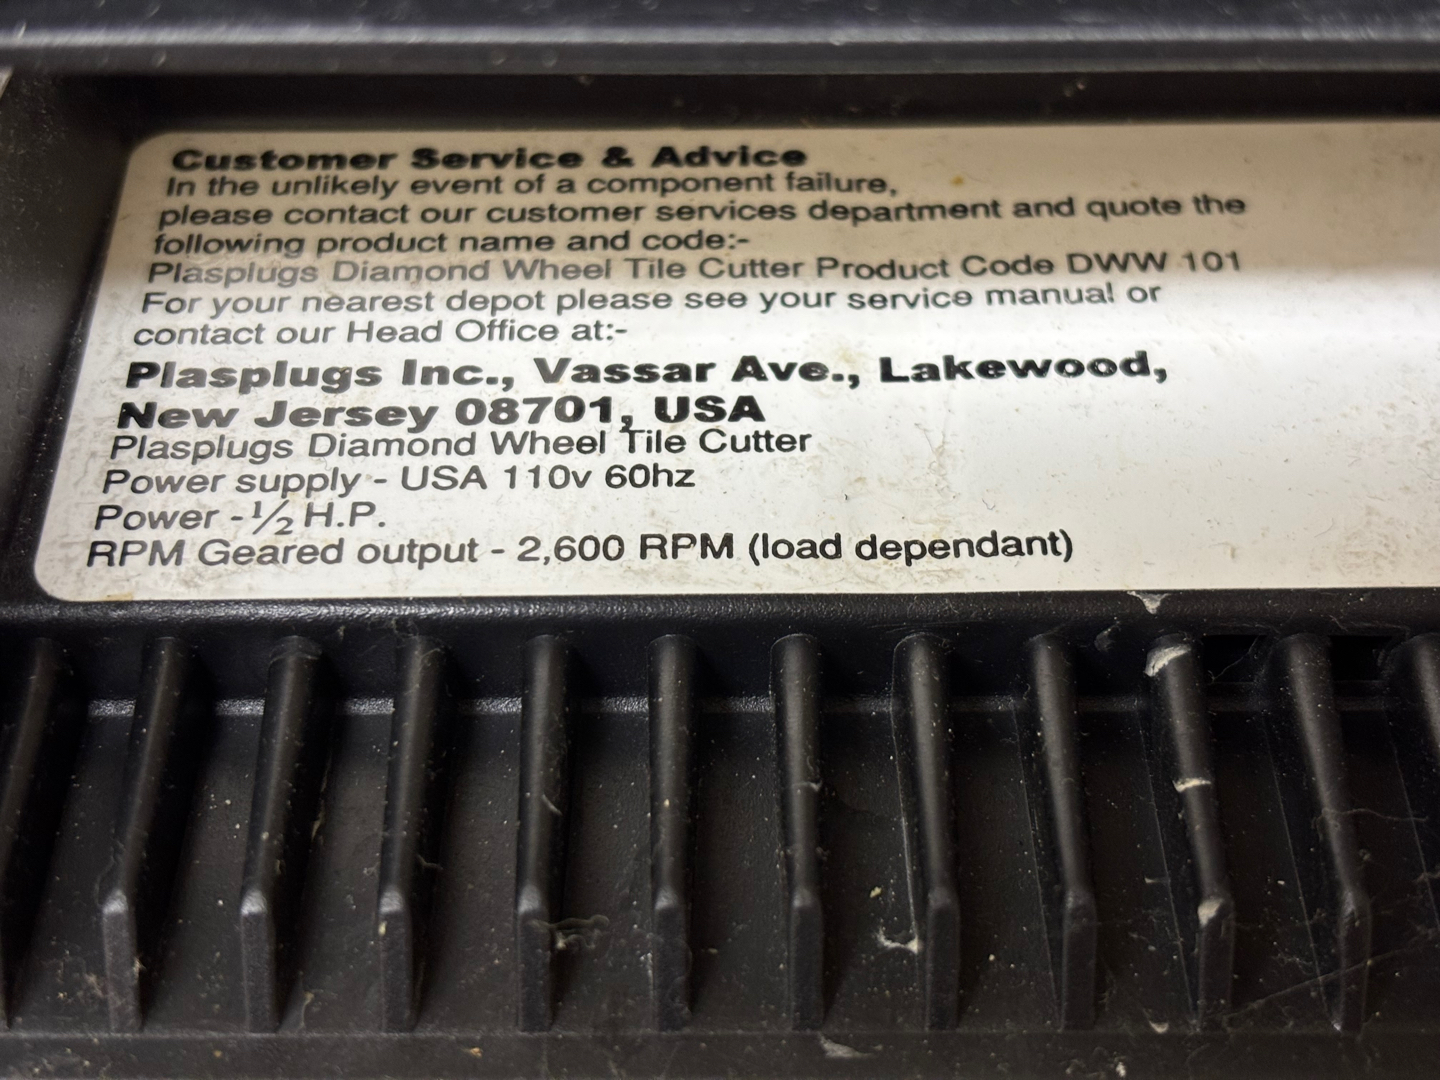 Customer Service & Advice
In the unlikely event of a component failure,
please contact our customer services department and quote the
following product name and code:-
Plasplugs Diamond Wheel Tile Cutter Product Code DWW 101
For your nearest depot please see your service manual or
contact our Head Office at:-
Plasplugs Inc., Vassar Ave., Lakewood,
New Jersey 08701, USA
Plasplugs Diamond Wheel Tile Cutter
Power supply - USA 110v 60hz
Power -½ H.P.
RPM Geared output - 2,600 RPM (load dependant)